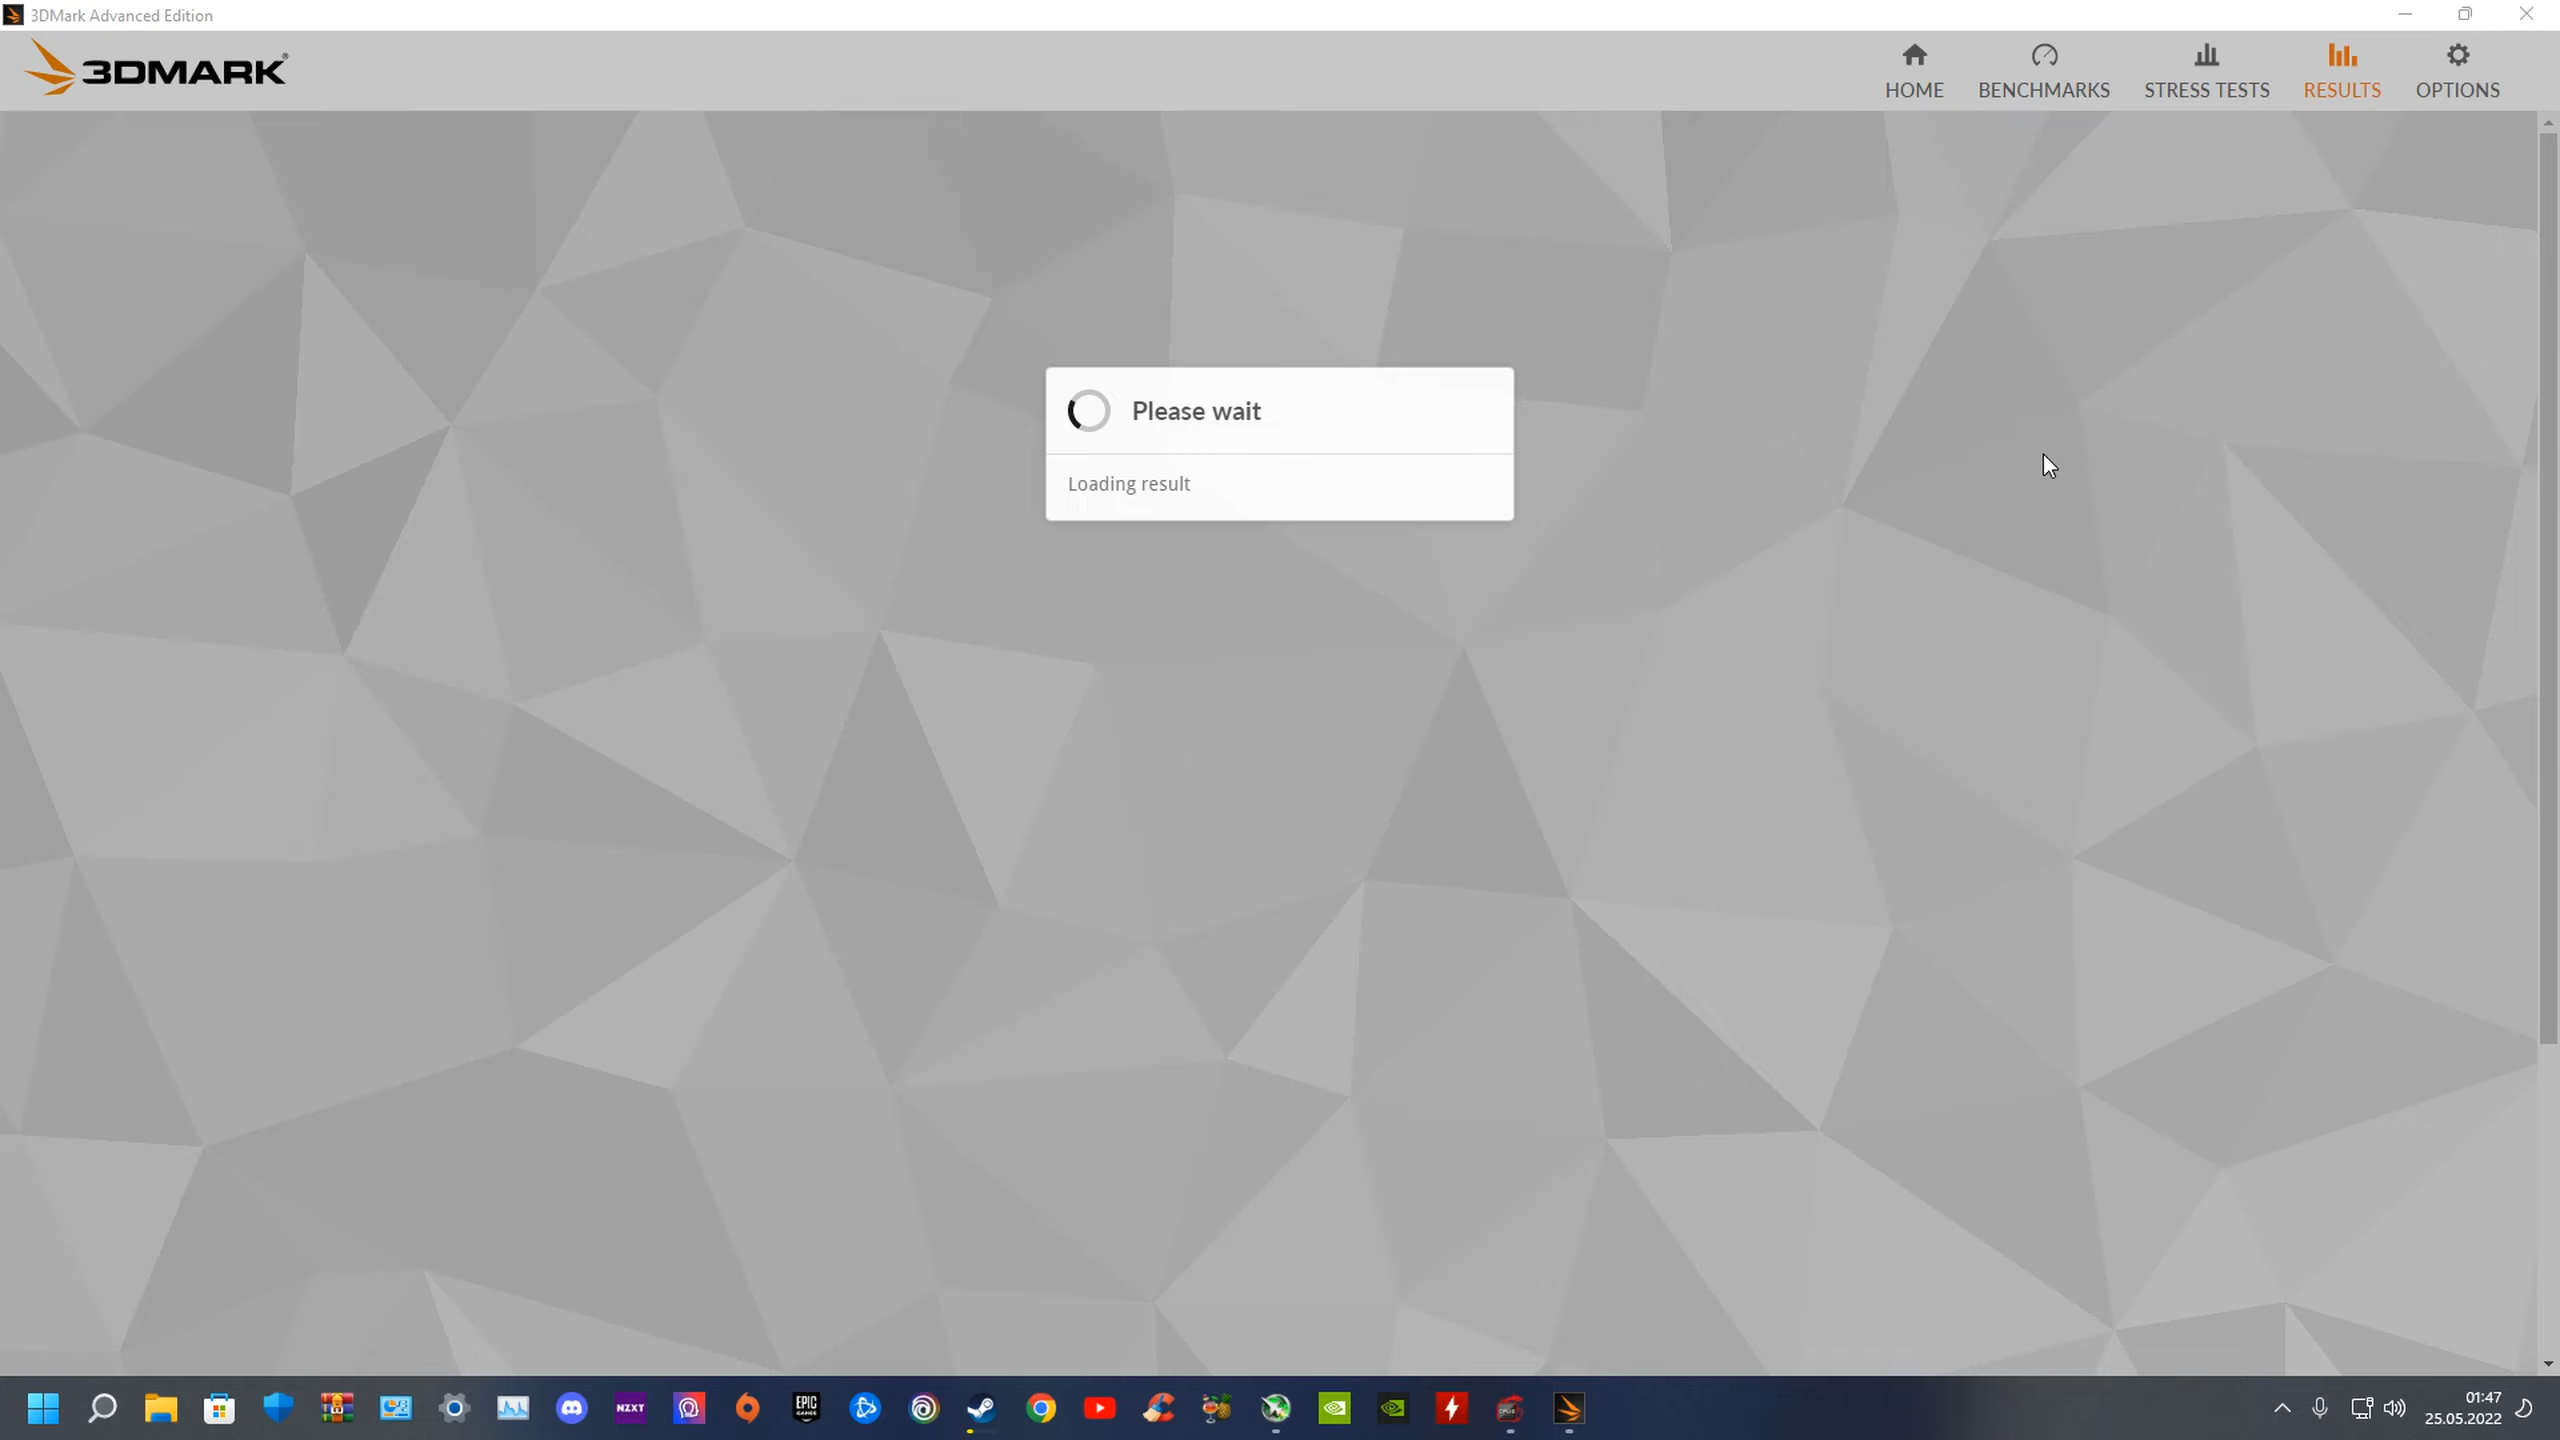 3DMark Advanced Edition
3DMARK
HOME
BENCHMARKS
STRESS TESTS
RESULTS
OPTIONS
Please wait
Loading result
NZXT
EPIC
GAMES
01:47
25.05.2022